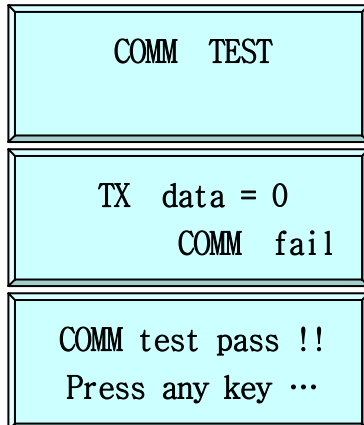 COMM TEST
TX data = 0
COMM fail
COMM test pass !!
Press any key …